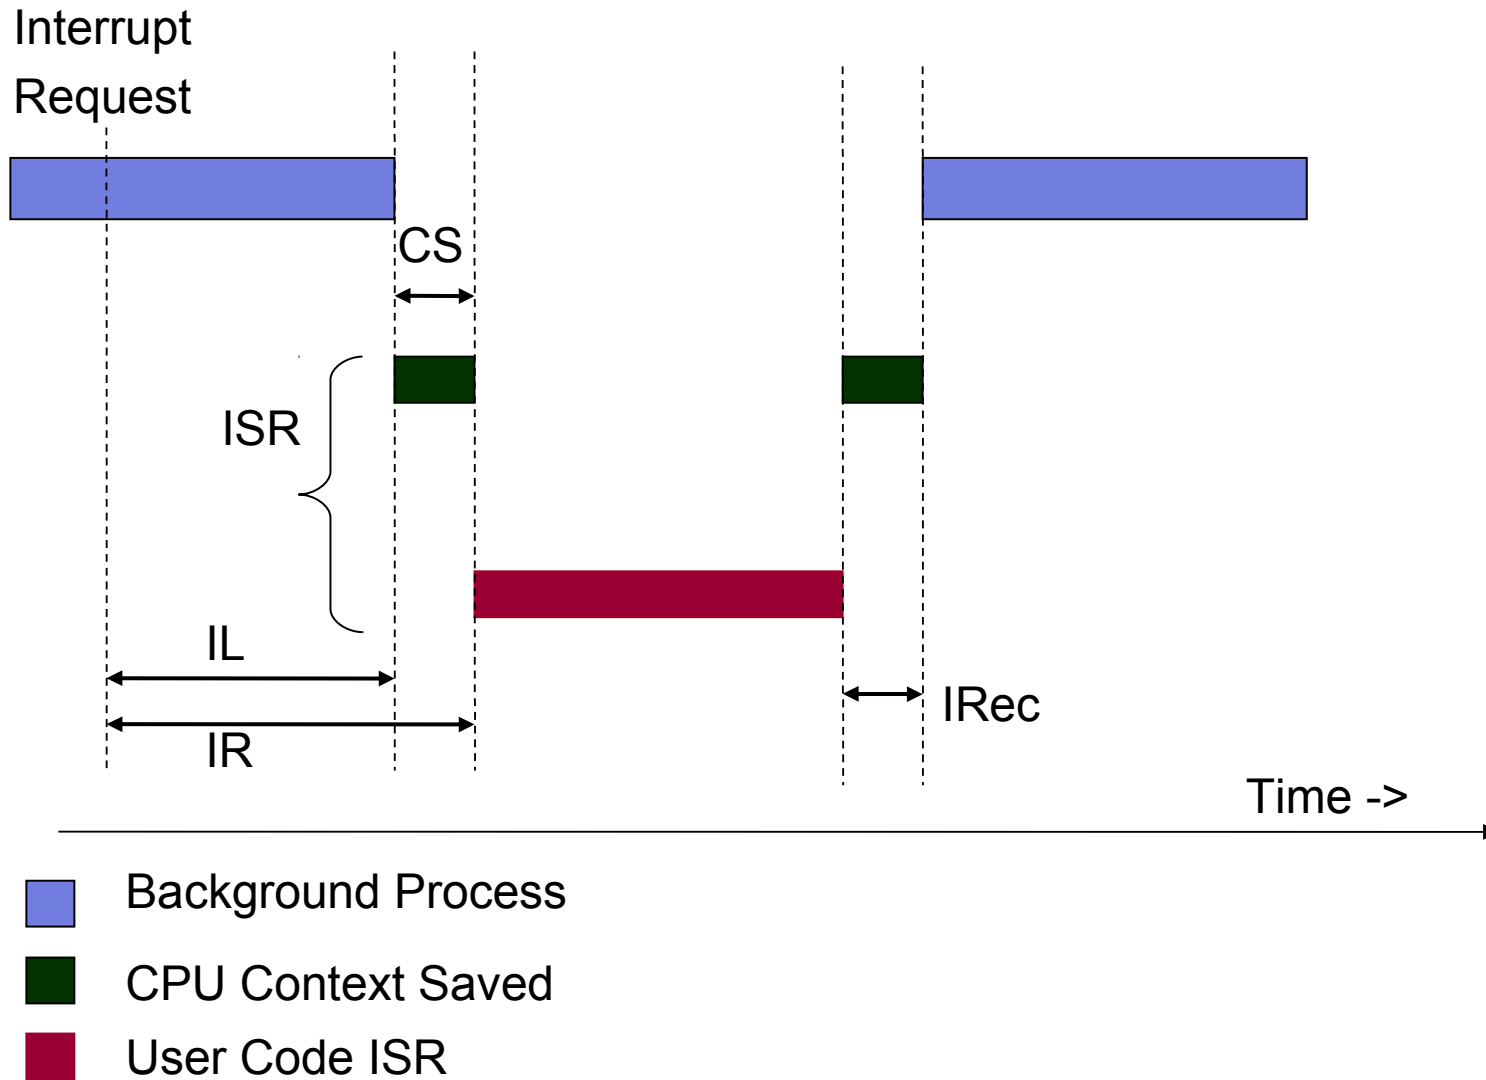 Interrupt
Request
CS
ISR
IL
IR
IRec
Time ->
Background Process
CPU Context Saved
User Code ISR